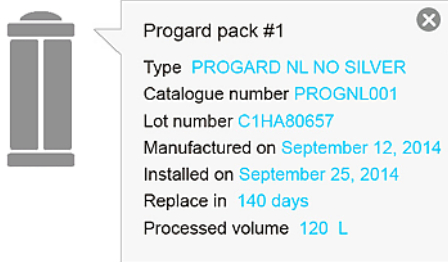 Progard pack #1
Type PROGARD NL NO SILVER
Catalogue number PROGNL001
Lot number C1HA80657
Manufactured on September 12, 2014
Installed on September 25, 2014
Replace in 140 days
Processed volume 120 L